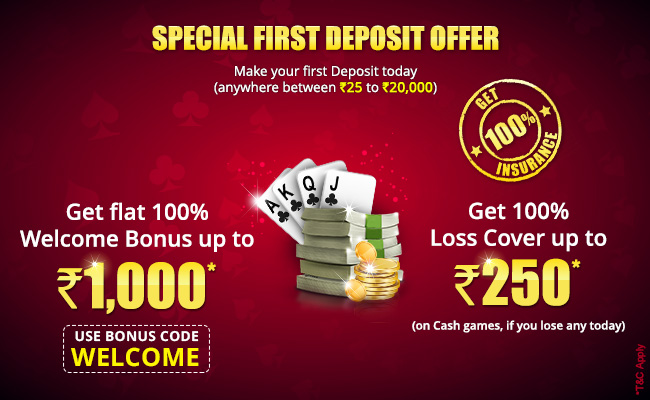 SPECIAL FIRST DEPOSIT OFFER
Make your first Deposit today
(anywhere between ₹25 to ₹20,000)
GET
100%
INSURANCE
A K Q J
Get flat 100%
Welcome Bonus up to
₹1,000*
USE BONUS CODE
WELCOME
Get 100%
Loss Cover up to
₹250*
(on Cash games, if you lose any today)
*T&C Apply